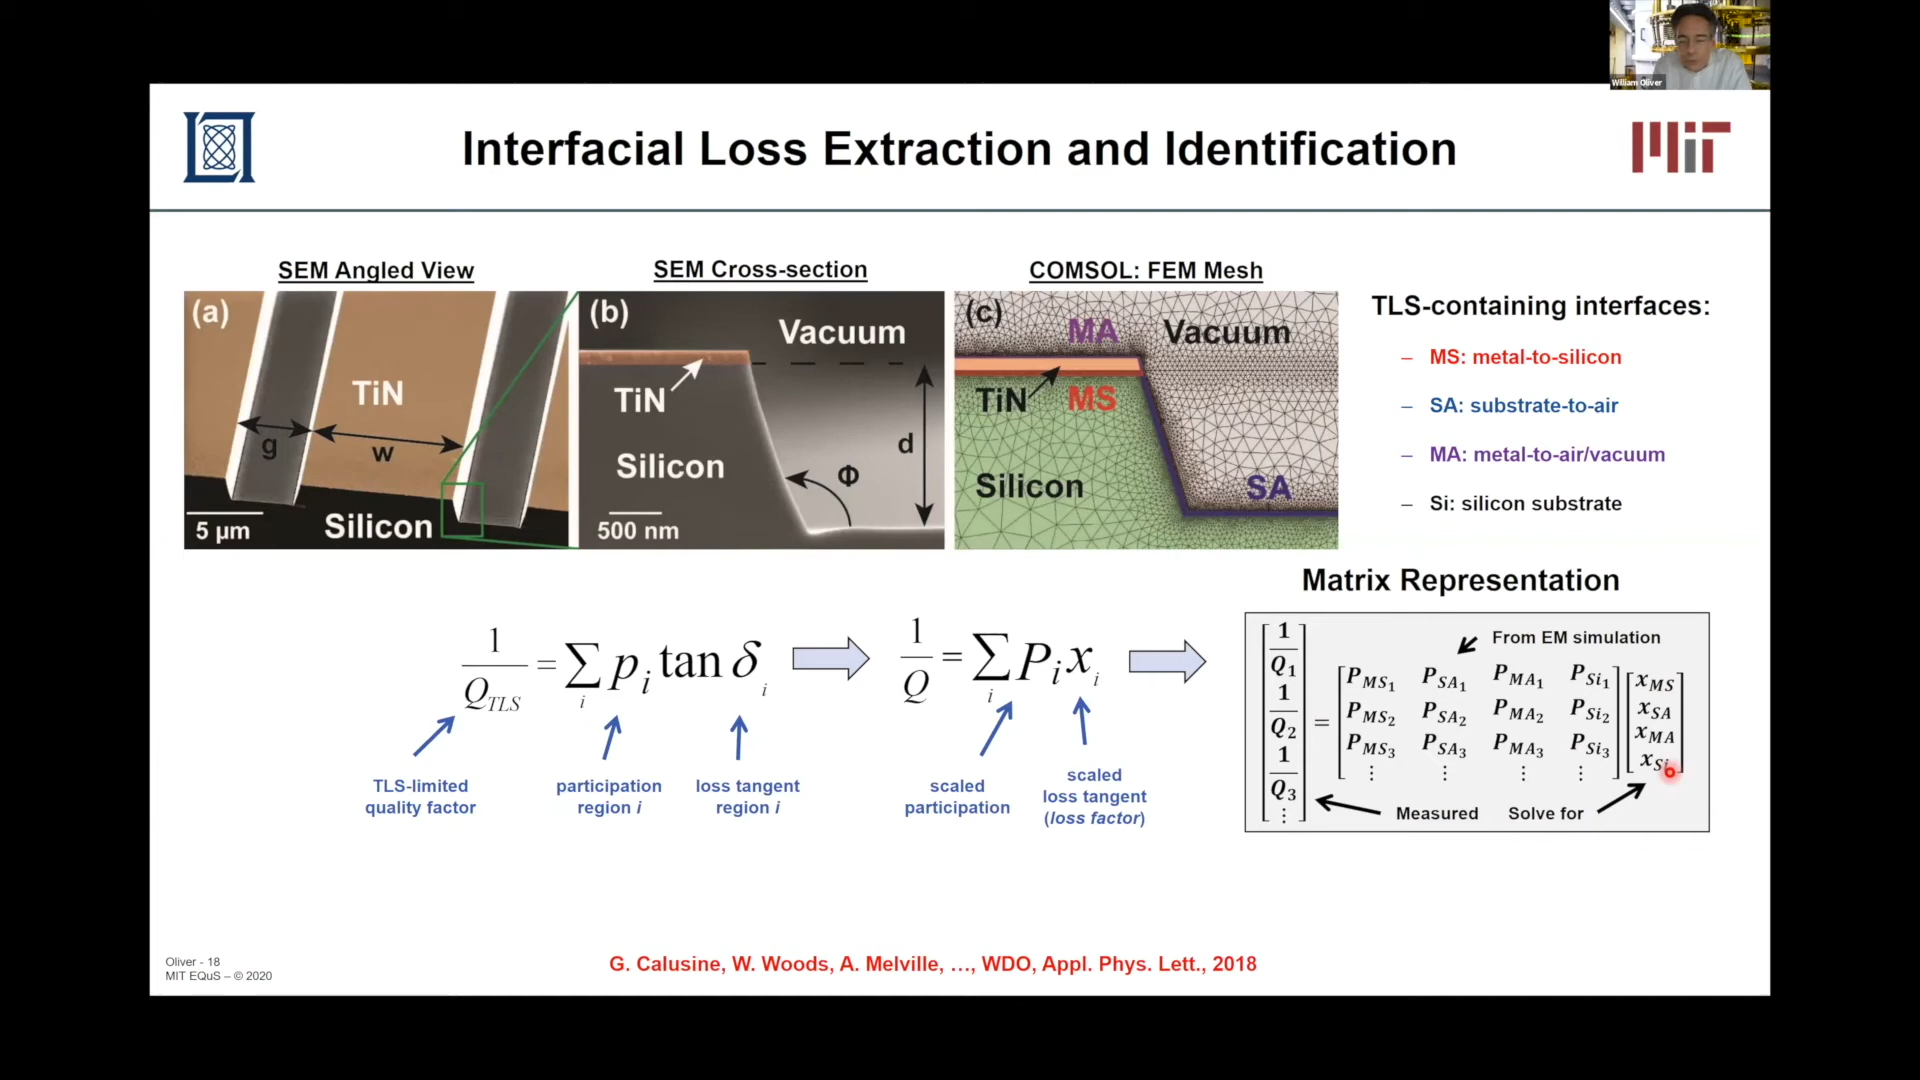 William Oliver
Interfacial Loss Extraction and Identification
MIT
SEM Angled View
(a)
TiN
g
w
5 μm
Silicon
SEM Cross-section
(b)
Vacuum
TiN
Silicon
Φ
d
500 nm
COMSOL: FEM Mesh
(c)
MA
Vacuum
TiN
MS
Silicon
SA
TLS-containing interfaces:
– MS: metal-to-silicon
– SA: substrate-to-air
– MA: metal-to-air/vacuum
– Si: silicon substrate
1/Q_TLS = ∑_i p_i tan δ_i
TLS-limited
quality factor
participation
region i
loss tangent
region i
1/Q = ∑_i P_i x_i
scaled
participation
scaled
loss tangent
(loss factor)
Matrix Representation
From EM simulation
1/Q₁
1/Q₂
1/Q₃
⋮
=
P_MS₁ P_SA₁ P_MA₁ P_Si₁
P_MS₂ P_SA₂ P_MA₂ P_Si₂
P_MS₃ P_SA₃ P_MA₃ P_Si₃
⋮ ⋮ ⋮ ⋮
x_MS
x_SA
x_MA
x_Si
Measured
Solve for
Oliver - 18
MIT EQuS – © 2020
G. Calusine, W. Woods, A. Melville, …, WDO, Appl. Phys. Lett., 2018